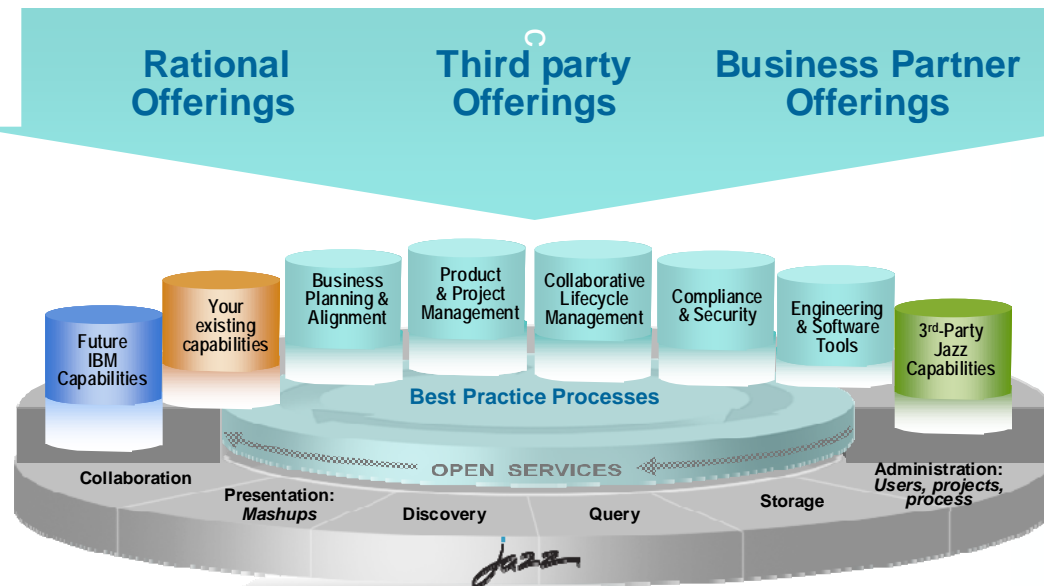 C
Rational
Offerings
Third party
Offerings
Business Partner
Offerings
Future
IBM
Capabilities
Your
existing
capabilities
Business
Planning &
Alignment
Product
& Project
Management
Collaborative
Lifecycle
Management
Compliance
& Security
Engineering
& Software
Tools
3rd-Party
Jazz
Capabilities
Best Practice Processes
OPEN SERVICES
Collaboration
Presentation:
Mashups
Discovery
Query
Storage
Administration:
Users, projects,
process
jazz